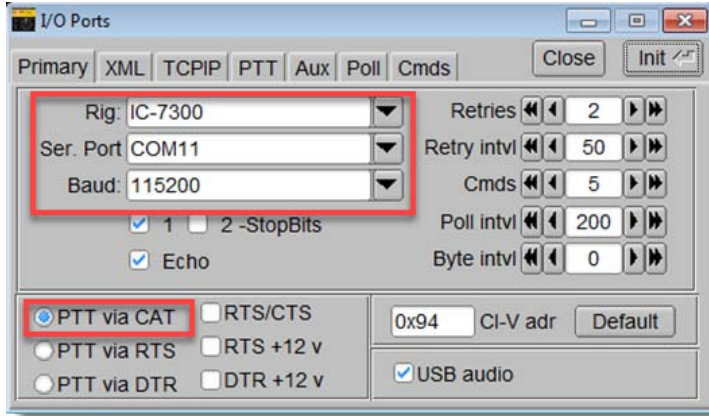 I/O Ports
Primary XML TCPIP PTT Aux Poll Cmds Close Init
Rig: IC-7300 Retries 2
Ser. Port COM11 Retry intvl 50
Baud: 115200 Cmds 5
1 2 -StopBits Poll intvl 200
Echo Byte intvl 0
PTT via CAT RTS/CTS 0x94 CI-V adr Default
PTT via RTS RTS +12 v
PTT via DTR DTR +12 v USB audio